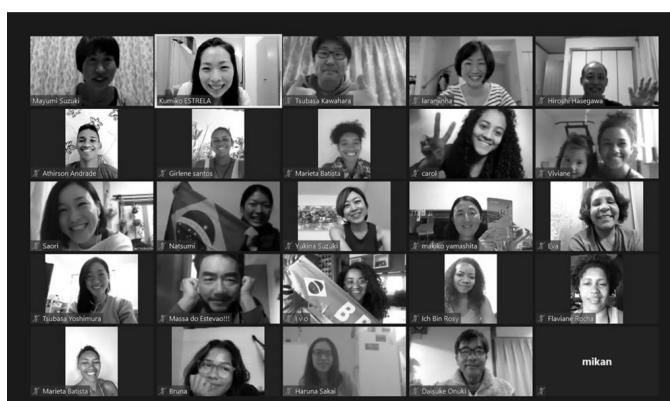 Mayumi Suzuki
Kumiko ESTRELA
Tsubasa Kawahara
laranjinha
Hiroshi Hasegawa
Athirson Andrade
Girlene santos
Marieta Batista
carol
Viviane
Saori
Natsumi
Yukina Suzuki
makiko yamashita
Eva
Tsubasa Yoshimura
Massa do Estevao!!!
I v o
B
Ich Bin Rosy
Flaviane Rocha
Marieta Batista
Bruna
Haruna Sakai
Daisuke Onuki
mikan